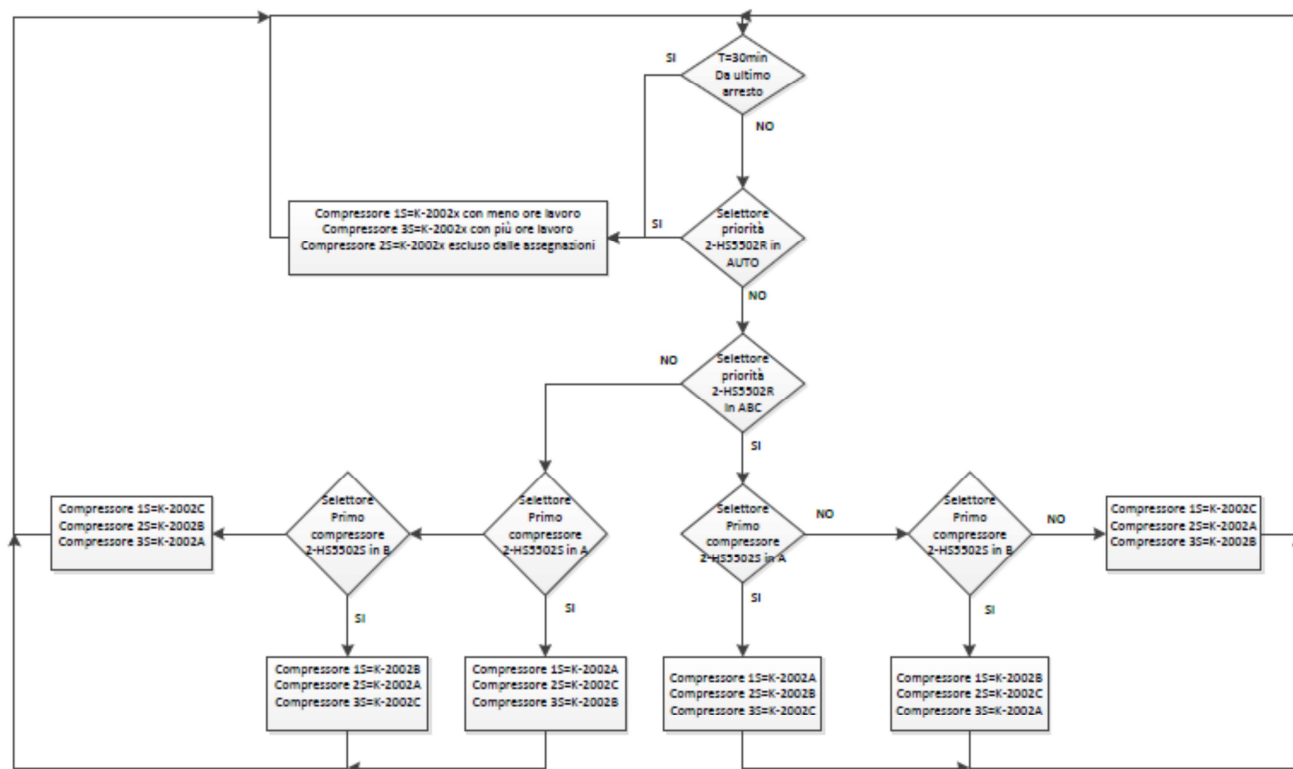 SI
T=30min
Da ultimo
arresto
NO
Compressore 1S=K-2002x con meno ore lavoro
Compressore 3S=K-2002x con più ore lavoro
Compressore 2S=K-2002x escluso dalle assegnazioni
SI
Selettore
priorità
2-HS5502R in
AUTO
NO
NO
Selettore
priorità
2-HS5502R
in ABC
SI
Compressore 1S=K-2002C
Compressore 2S=K-2002B
Compressore 3S=K-2002A
Selettore
Primo
compressore
2-HS5502S in B
Selettore
Primo
compressore
2-HS5502S in A
Selettore
Primo
compressore
2-HS5502S in A
NO
Selettore
Primo
compressore
2-HS5502S in B
NO
Compressore 1S=K-2002C
Compressore 2S=K-2002A
Compressore 3S=K-2002B
SI
SI
SI
SI
Compressore 1S=K-2002B
Compressore 2S=K-2002A
Compressore 3S=K-2002C
Compressore 1S=K-2002A
Compressore 2S=K-2002C
Compressore 3S=K-2002B
Compressore 1S=K-2002A
Compressore 2S=K-2002B
Compressore 3S=K-2002C
Compressore 1S=K-2002B
Compressore 2S=K-2002C
Compressore 3S=K-2002A